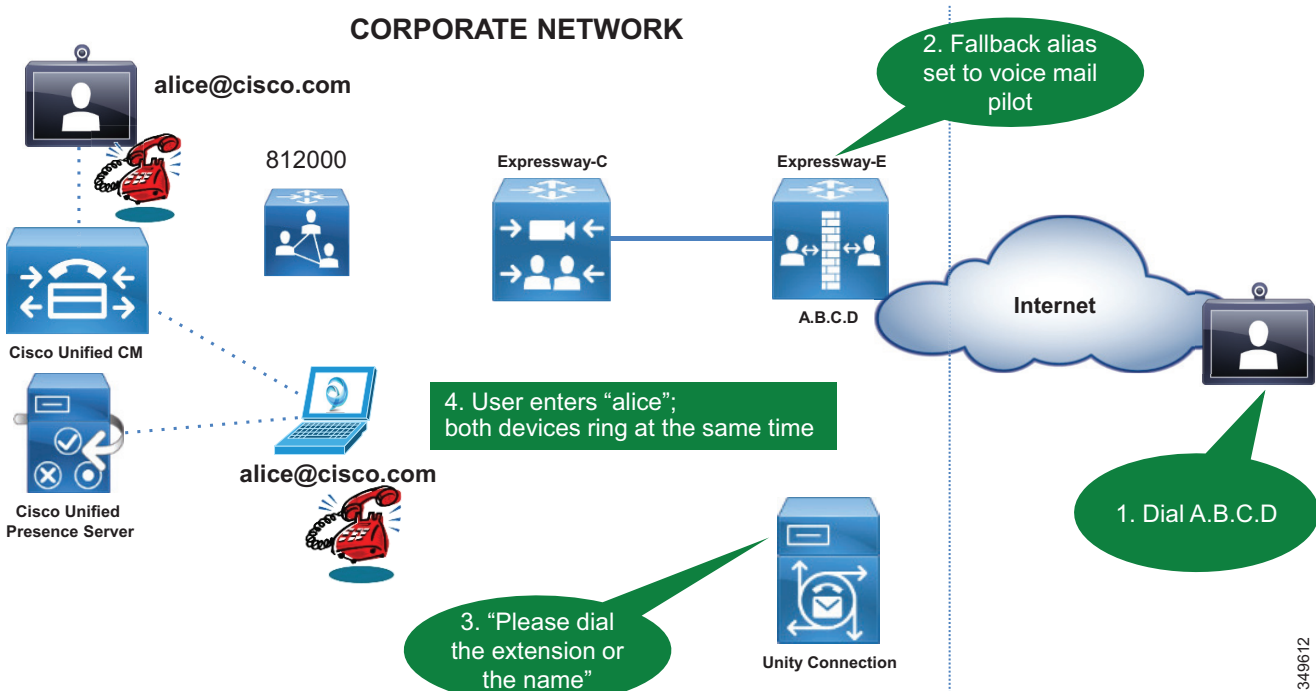 CORPORATE NETWORK
alice@cisco.com
812000
Expressway-C
Expressway-E
2. Fallback alias
set to voice mail
pilot
A.B.C.D
Internet
Cisco Unified CM
4. User enters “alice”;
both devices ring at the same time
alice@cisco.com
Cisco Unified
Presence Server
1. Dial A.B.C.D
3. “Please dial
the extension or
the name”
Unity Connection
349612